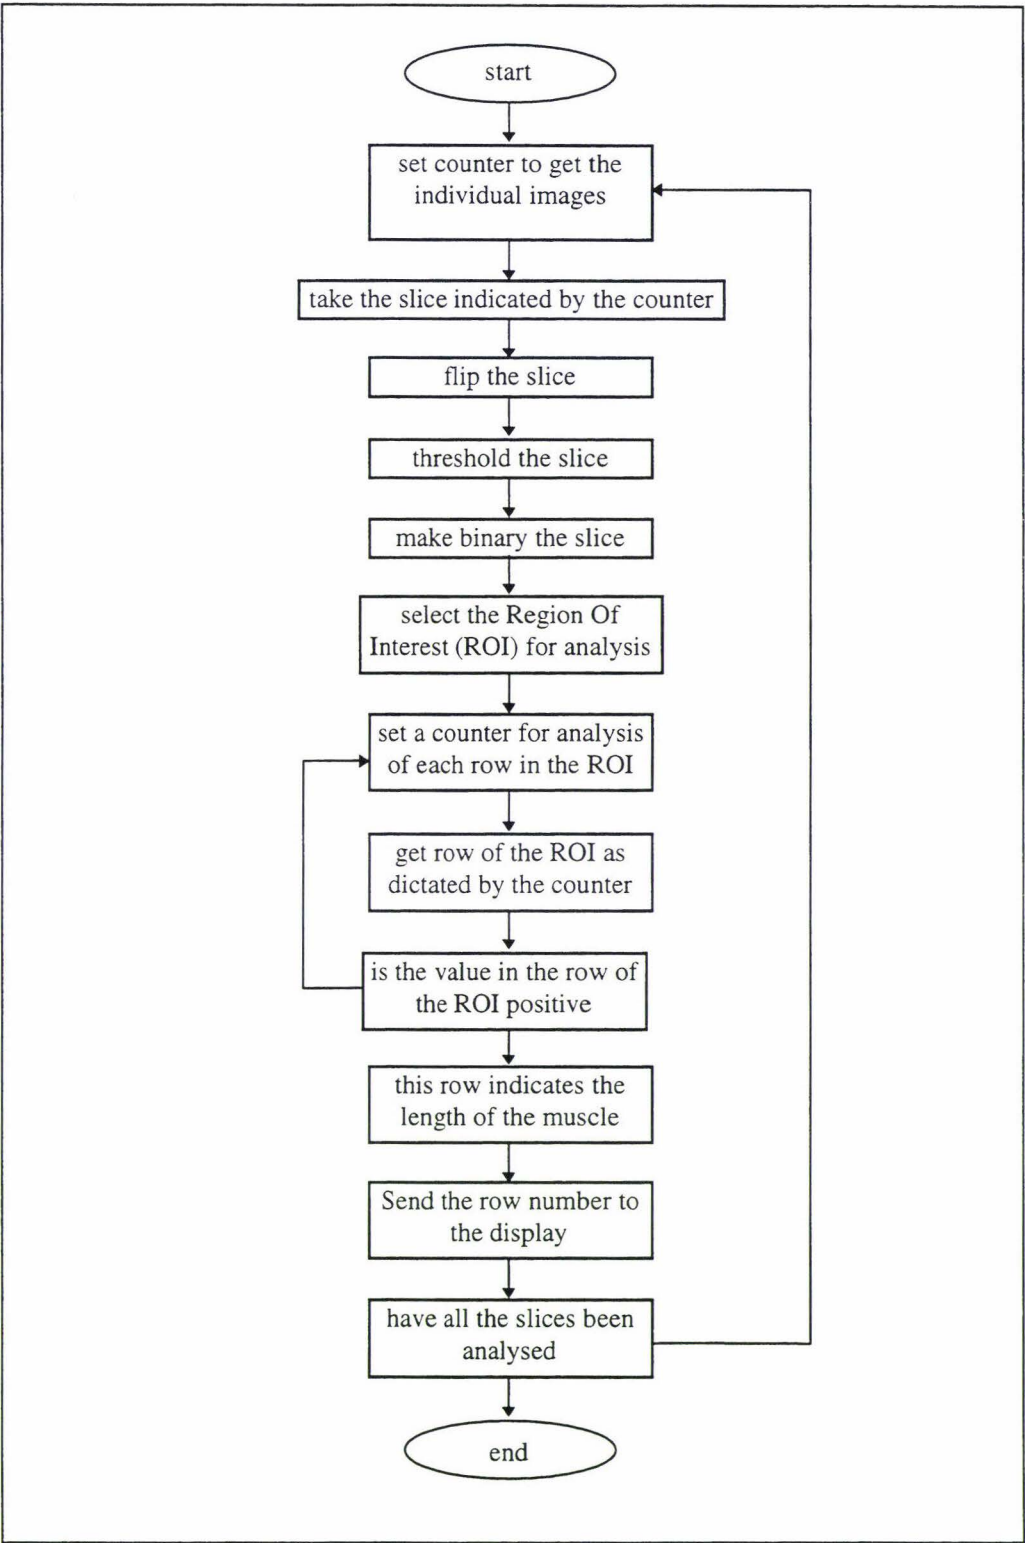 start
set counter to get the
individual images
take the slice indicated by the counter
flip the slice
threshold the slice
make binary the slice
select the Region Of
Interest (ROI) for analysis
set a counter for analysis
of each row in the ROI
get row of the ROI as
dictated by the counter
is the value in the row of
the ROI positive
this row indicates the
length of the muscle
Send the row number to
the display
have all the slices been
analysed
end